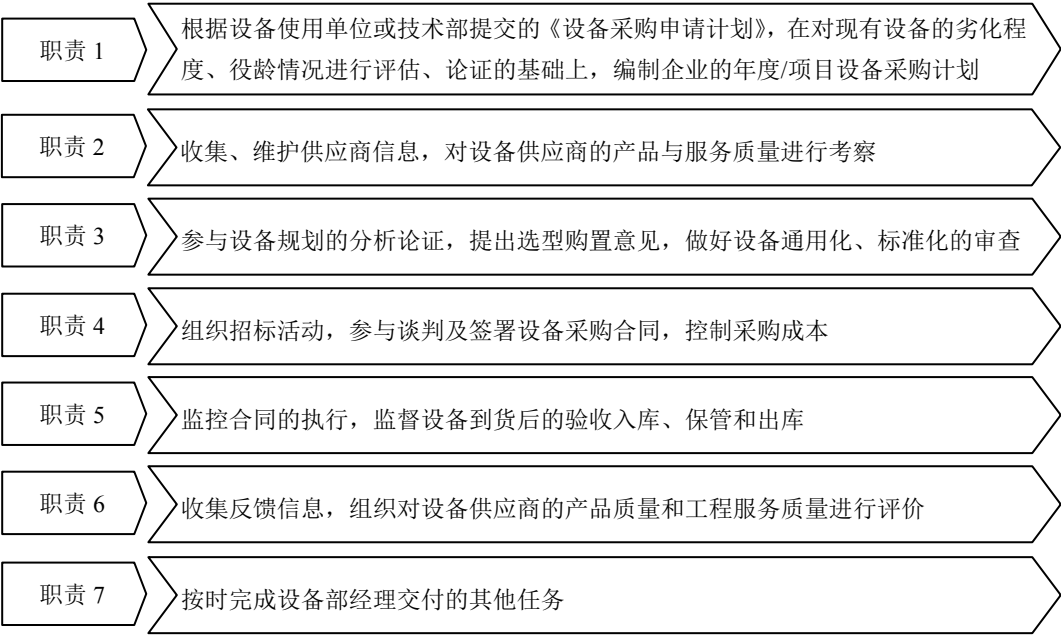 职责 1
根据设备使用单位或技术部提交的《设备采购申请计划》，在对现有设备的劣化程
度、役龄情况进行评估、论证的基础上，编制企业的年度/项目设备采购计划
职责 2
收集、维护供应商信息，对设备供应商的产品与服务质量进行考察
职责 3
参与设备规划的分析论证，提出选型购置意见，做好设备通用化、标准化的审查
职责 4
组织招标活动，参与谈判及签署设备采购合同，控制采购成本
职责 5
监控合同的执行，监督设备到货后的验收入库、保管和出库
职责 6
收集反馈信息，组织对设备供应商的产品质量和工程服务质量进行评价
职责 7
按时完成设备部经理交付的其他任务